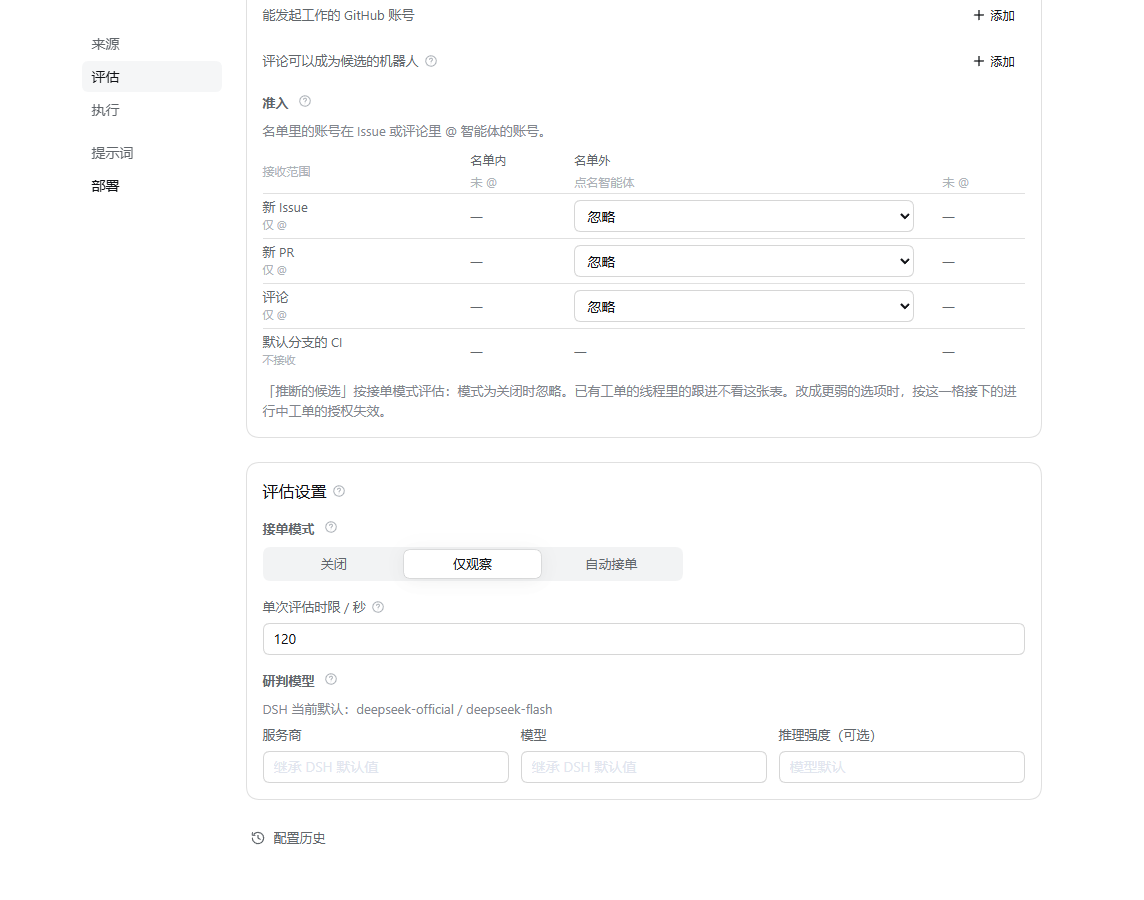 能发起工作的 GitHub 账号
添加
来源
评论可以成为候选的机器人
添加
评估
执行
准入
名单里的账号在 Issue 或评论里 @ 智能体的账号。
提示词
部署
接收范围
名单内
名单外
未 @
点名智能体
未 @
新 Issue
仅 @
—
忽略
—
新 PR
仅 @
—
忽略
—
评论
仅 @
—
忽略
—
默认分支的 CI
不接收
—
—
—
「推断的候选」按接单模式评估：模式为关闭时忽略。已有工单的线程里的跟进不看这张表。改成更弱的选项时，按这一格接下的进
行中工单的授权失效。
评估设置
接单模式
关闭
仅观察
自动接单
单次评估时限 / 秒
120
研判模型
DSH 当前默认：deepseek-official / deepseek-flash
服务商
模型
推理强度（可选）
继承 DSH 默认值
继承 DSH 默认值
模型默认
配置历史